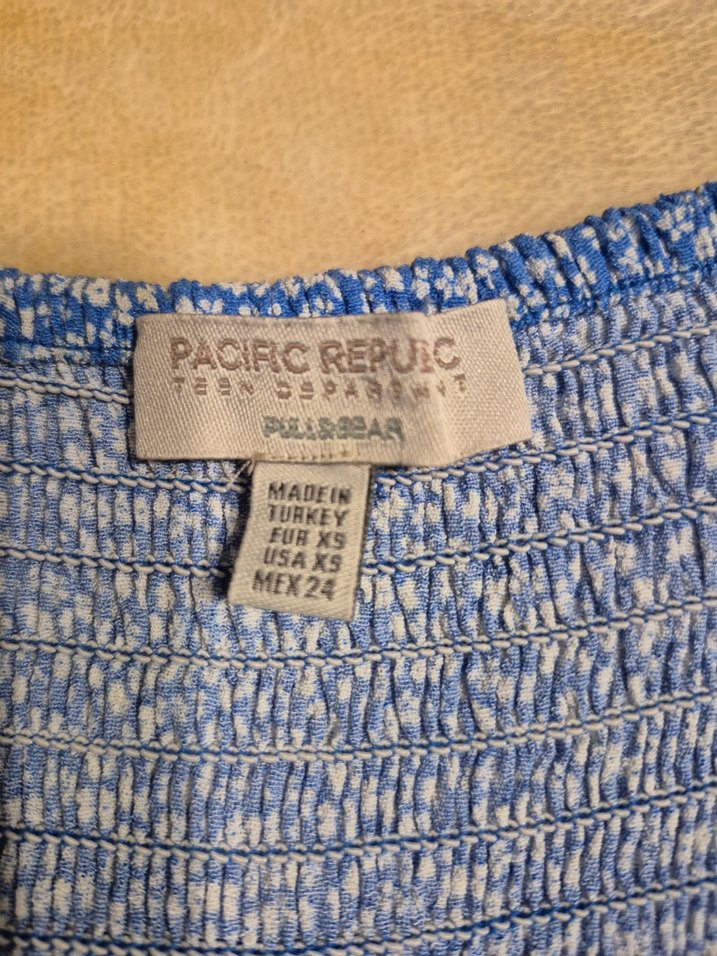 PACIFIC REPUBLIC
TEEN DEPARTMENT
PULL&BEAR
MADE IN
TURKEY
EUR XS
USA XS
MEX 24